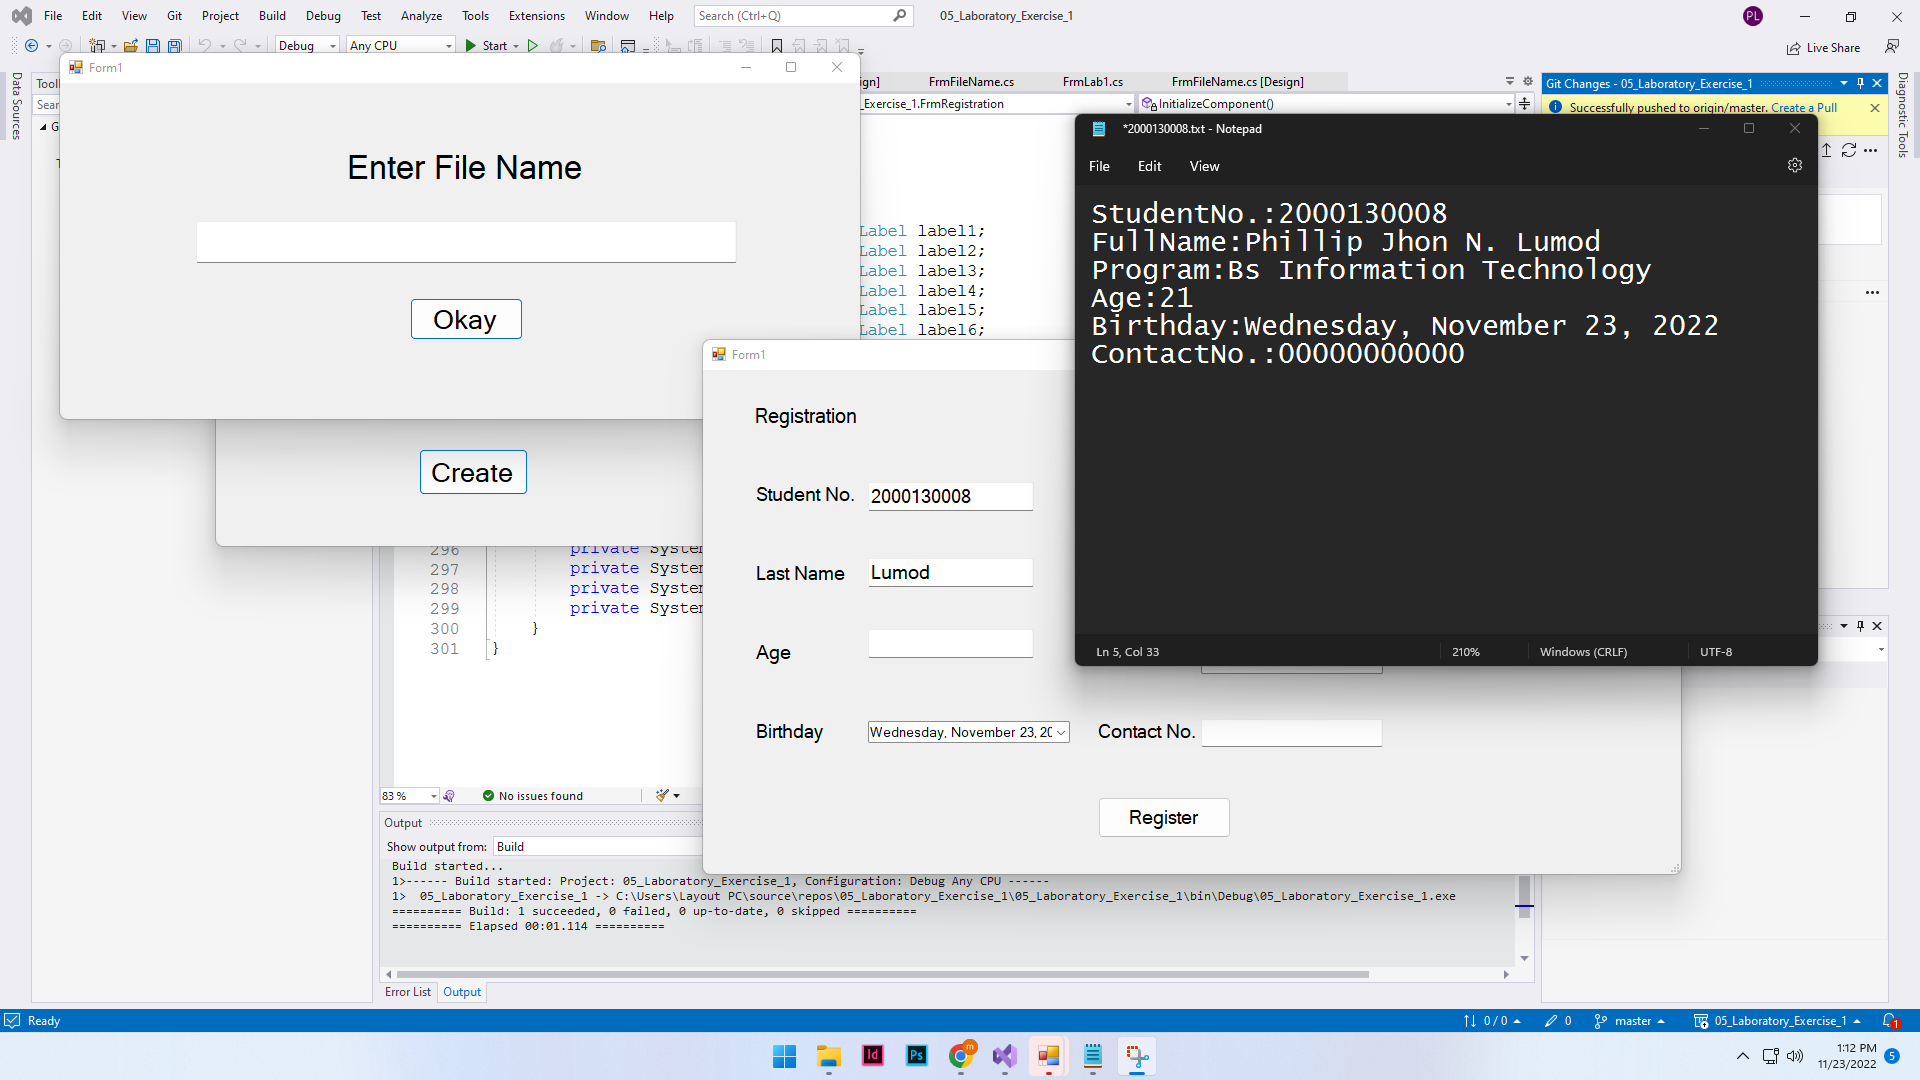 File Edit View Git Project Build Debug Test Analyze Tools Extensions Window Help Search (Ctrl+Q) 05_Laboratory_Exercise_1 PL
Debug Any CPU Start Live Share
Data Sources
Form1
Enter File Name
Okay
Create
FrmFileName.cs FrmLab1.cs FrmFileName.cs [Design]
_Exercise_1.FrmRegistration InitializeComponent()
Label label1;
Label label2;
Label label3;
Label label4;
Label label5;
Label label6;
Git Changes - 05_Laboratory_Exercise_1
Successfully pushed to origin/master. Create a Pull
Diagnostic Tools
*2000130008.txt - Notepad
File Edit View
StudentNo.:2000130008
FullName:Phillip Jhon N. Lumod
Program:Bs Information Technology
Age:21
Birthday:Wednesday, November 23, 2022
ContactNo.:00000000000
Ln 5, Col 33 210% Windows (CRLF) UTF-8
Form1
Registration
Student No. 2000130008
Last Name Lumod
Age
Birthday Wednesday, November 23, 20
Contact No.
Register
296 private System
297 private System
298 private System
299 private System
300 }
301 }
83 % No issues found
Output
Show output from: Build
Build started...
1>------ Build started: Project: 05_Laboratory_Exercise_1, Configuration: Debug Any CPU ------
1>  05_Laboratory_Exercise_1 -> C:\Users\Layout PC\source\repos\05_Laboratory_Exercise_1\05_Laboratory_Exercise_1\bin\Debug\05_Laboratory_Exercise_1.exe
========== Build: 1 succeeded, 0 failed, 0 up-to-date, 0 skipped ==========
========== Elapsed 00:01.114 ==========
Error List Output
Ready 0 / 0 0 master 05_Laboratory_Exercise_1 1
Id Ps m
1:12 PM
11/23/2022 5